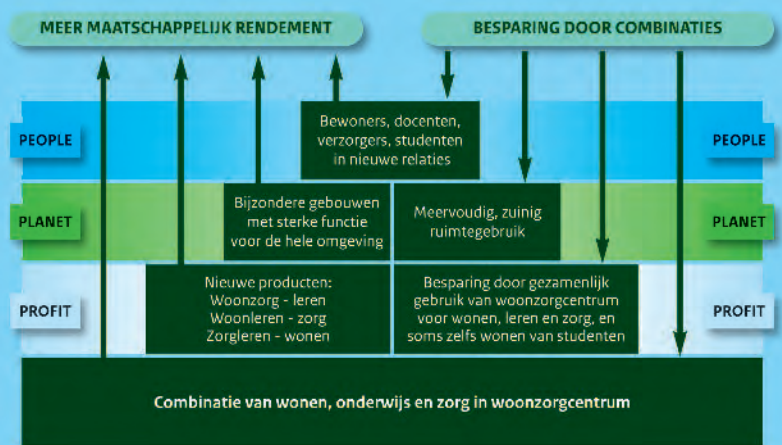 MEER MAATSCHAPPELIJK RENDEMENT
BESPARING DOOR COMBINATIES
PEOPLE
Bewoners, docenten,
verzorgers, studenten
in nieuwe relaties
PEOPLE
PLANET
Bijzondere gebouwen
met sterke functie
voor de hele omgeving
Meervoudig, zuinig
ruimtegebruik
PLANET
PROFIT
Nieuwe producten:
Woonzorg - leren
Woonleren - zorg
Zorgleren - wonen
Besparing door gezamenlijk
gebruik van woonzorgcentrum
voor wonen, leren en zorg, en
soms zelfs wonen van studenten
PROFIT
Combinatie van wonen, onderwijs en zorg in woonzorgcentrum